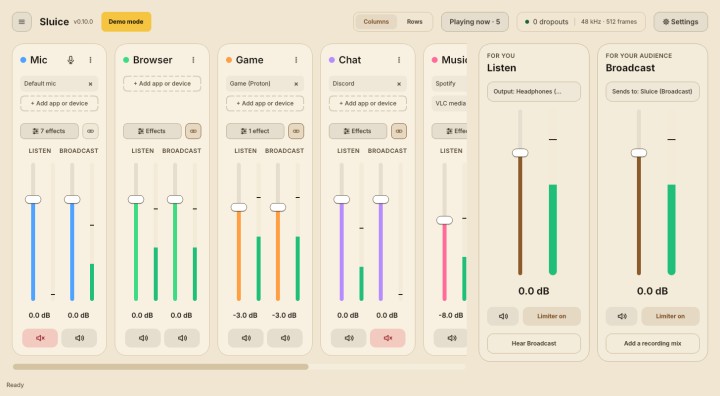 Sluice v0.10.0 Demo mode Columns Rows Playing now · 5 0 dropouts 48 kHz · 512 frames Settings
Mic
Default mic ×
+ Add app or device
7 effects
LISTEN BROADCAST
0.0 dB 0.0 dB
Browser
+ Add app or device
Effects
LISTEN BROADCAST
0.0 dB 0.0 dB
Game
Game (Proton) ×
+ Add app or device
1 effect
LISTEN BROADCAST
-3.0 dB -3.0 dB
Chat
Discord ×
+ Add app or device
Effects
LISTEN BROADCAST
0.0 dB 0.0 dB
Music
Spotify
VLC media
Effec
LISTEN
-8.0 dB
FOR YOU
Listen
Output: Headphones (...
0.0 dB
Limiter on
Hear Broadcast
FOR YOUR AUDIENCE
Broadcast
Sends to: Sluice (Broadcast)
0.0 dB
Limiter on
Add a recording mix
Ready